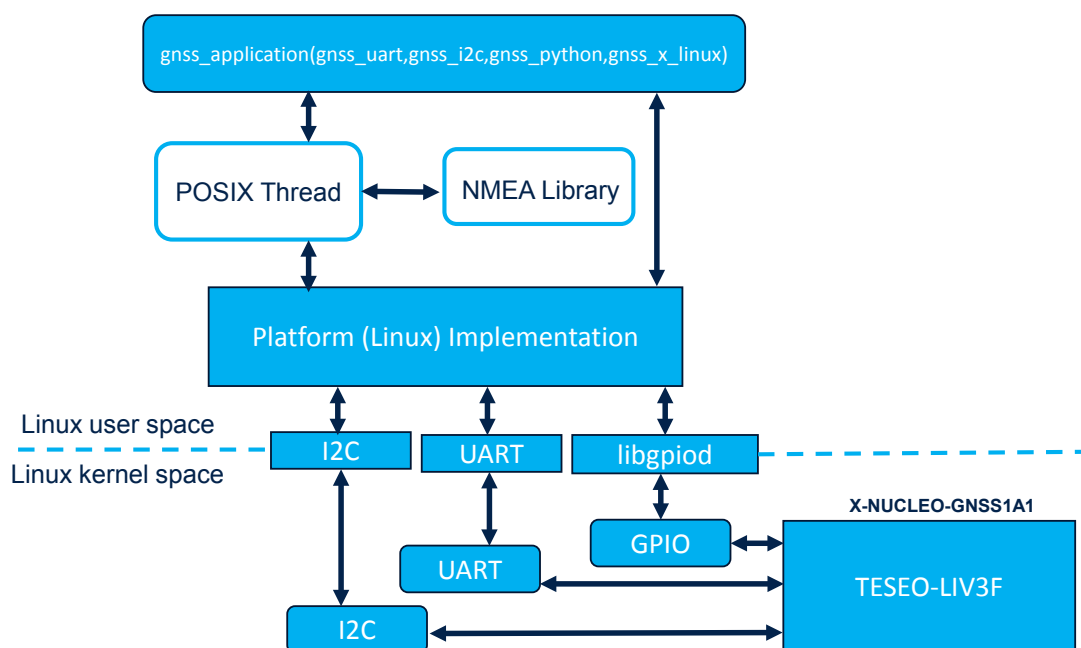 gnss_application(gnss_uart,gnss_i2c,gnss_python,gnss_x_linux)
POSIX Thread
NMEA Library
Platform (Linux) Implementation
Linux user space
I2C
UART
libgpiod
Linux kernel space
X-NUCLEO-GNSS1A1
GPIO
UART
TESEO-LIV3F
I2C